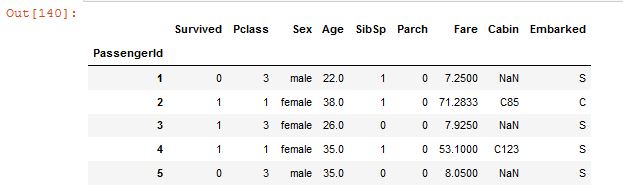 Out[140]:
Survived Pclass Sex Age SibSp Parch Fare Cabin Embarked
PassengerId
1 0 3 male 22.0 1 0 7.2500 NaN S
2 1 1 female 38.0 1 0 71.2833 C85 C
3 1 3 female 26.0 0 0 7.9250 NaN S
4 1 1 female 35.0 1 0 53.1000 C123 S
5 0 3 male 35.0 0 0 8.0500 NaN S